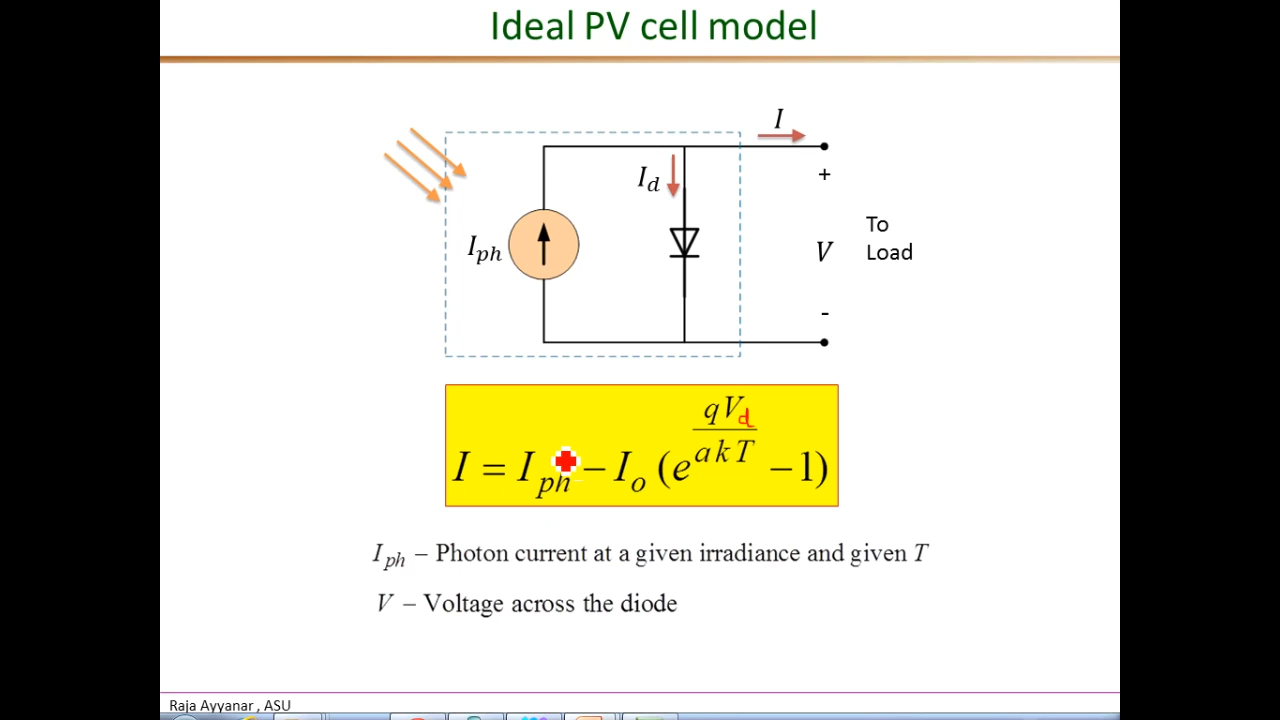 Ideal PV cell model
I
I_d
+
I_ph
To
V
Load
-
I = I_ph − I_o (e^{\frac{qV_d}{akT}} − 1)
I_ph – Photon current at a given irradiance and given T
V – Voltage across the diode
Raja Ayyanar , ASU